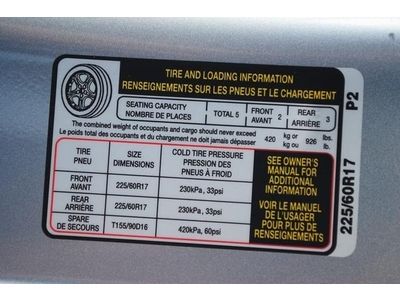 TIRE AND LOADING INFORMATION
RENSEIGNEMENTS SUR LES PNEUS ET LE CHARGEMENT
SEATING CAPACITY
NOMBRE DE PLACES
TOTAL 5
FRONT
AVANT 2
REAR
ARRIÈRE 3
The combined weight of occupants and cargo should never exceed 420 kg or 926 lbs.
Le poids total des occupants et du chargement ne doit jamais dépasser kg ou lb.
TIRE
PNEU
SIZE
DIMENSIONS
COLD TIRE PRESSURE
PRESSION DES
PNEUS À FROID
FRONT
AVANT
225/60R17
230kPa, 33psi
REAR
ARRIÈRE
225/60R17
230kPa, 33psi
SPARE
DE SECOURS
T155/90D16
420kPa, 60psi
SEE OWNER'S
MANUAL FOR
ADDITIONAL
INFORMATION
VOIR LE MANUEL
DE L'USAGER
POUR PLUS DE
RENSEIGNEMENTS
225/60R17 P2